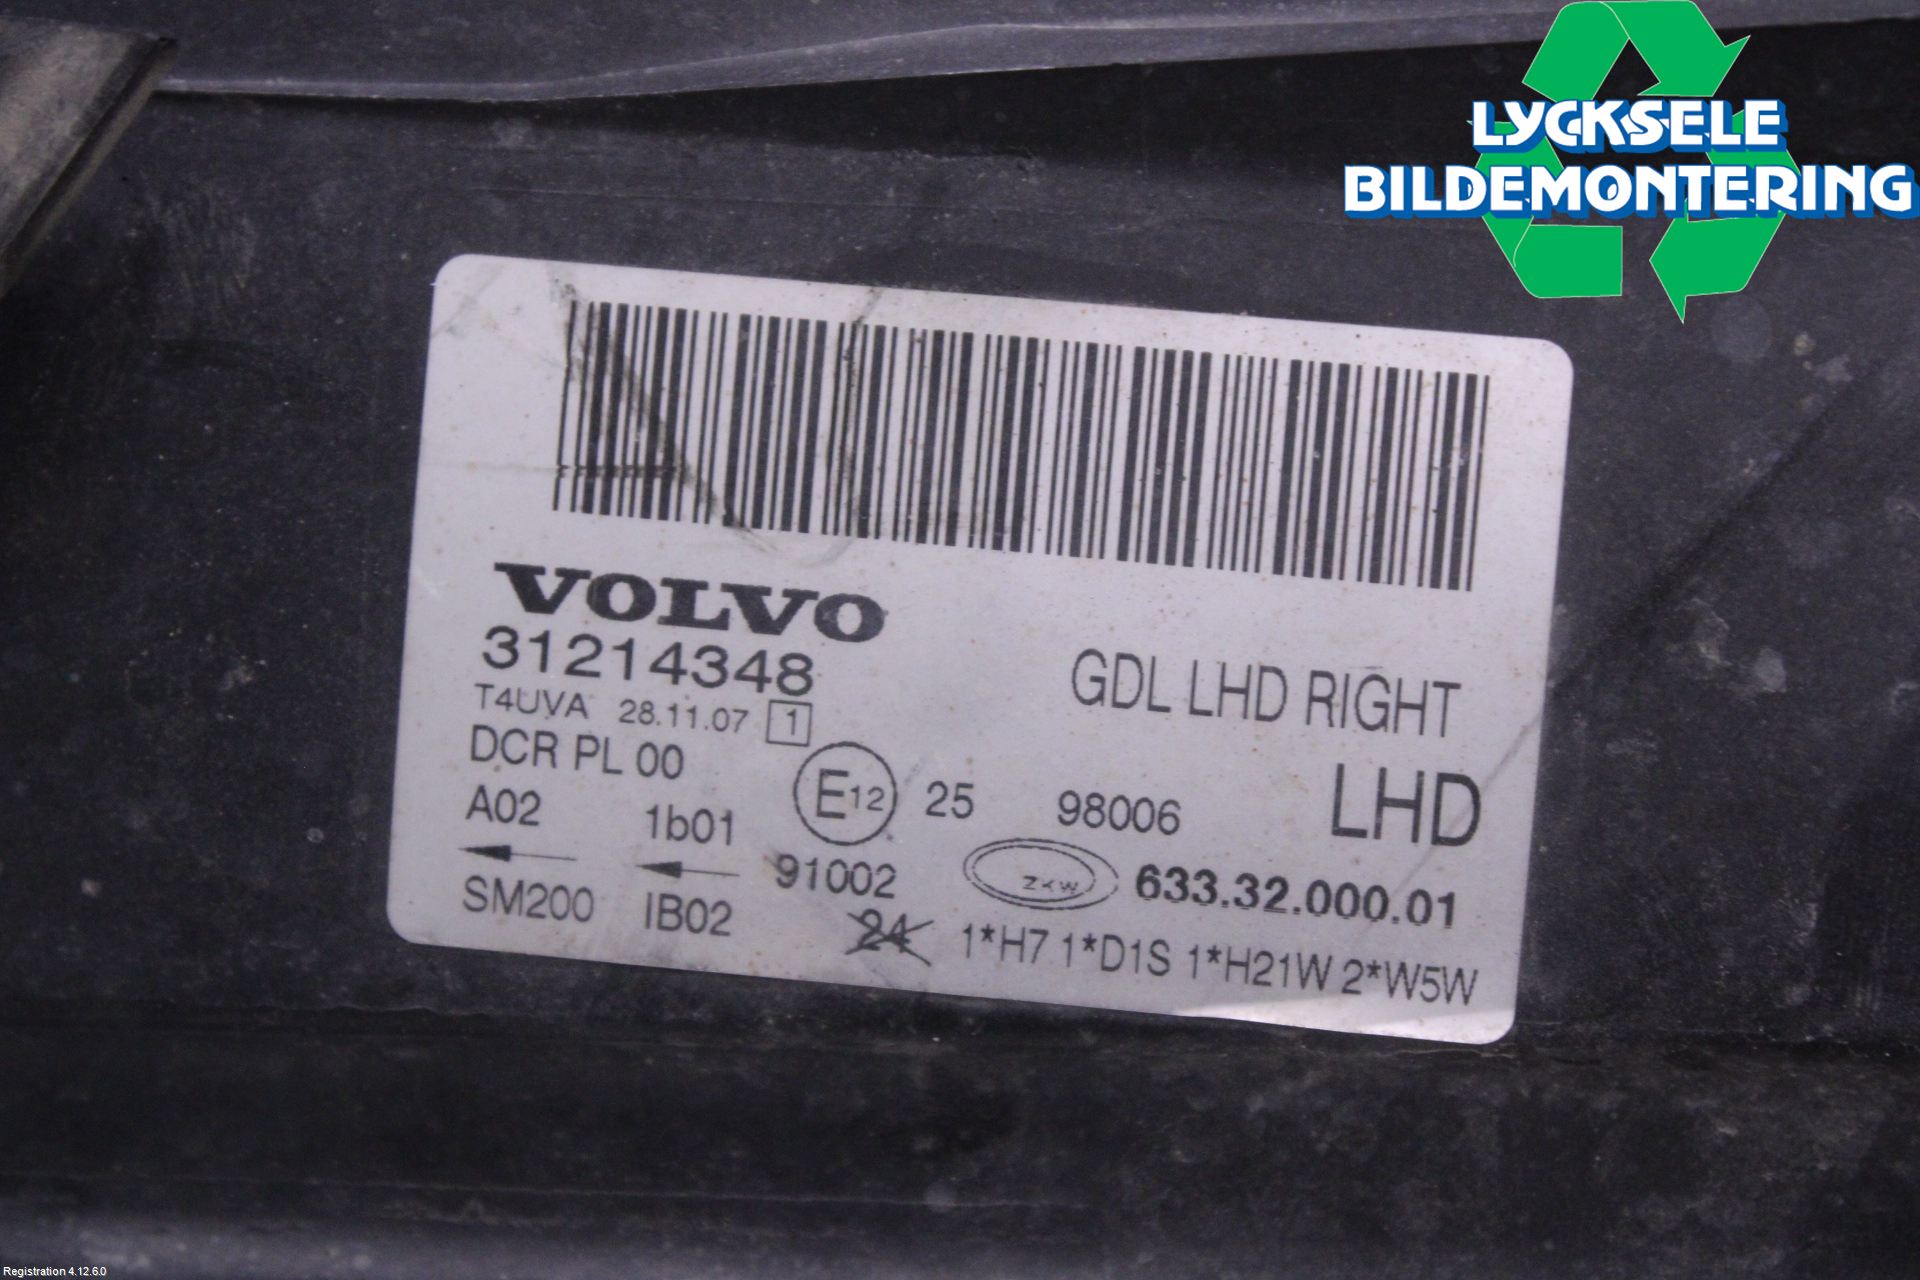 LYCKSELE
BILDEMONTERING
VOLVO
31214348
T4UVA 28.11.07 1
GDL LHD RIGHT
DCR PL 00
A02 1b01 E12 25 98006 LHD
91002 ZKW 633.32.000.01
SM200 IB02 24 1*H7 1*D1S 1*H21W 2*W5W
Registration 4.12.6.0